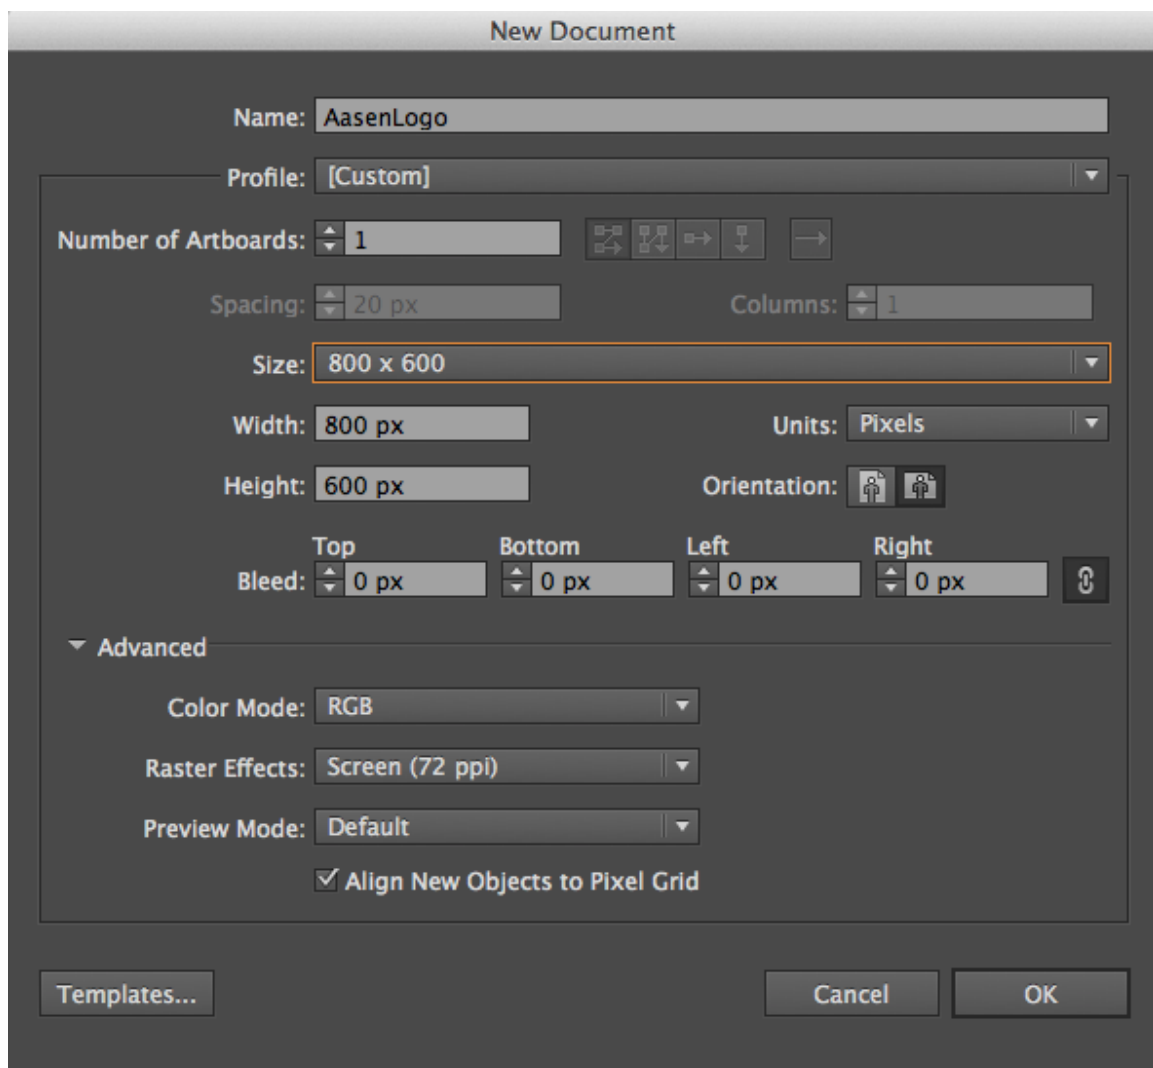 New Document
Name: AasenLogo
Profile: [Custom]
Number of Artboards: 1
Spacing: 20 px Columns: 1
Size: 800 x 600
Width: 800 px Units: Pixels
Height: 600 px Orientation:
Top Bottom Left Right
Bleed: 0 px 0 px 0 px 0 px
Advanced
Color Mode: RGB
Raster Effects: Screen (72 ppi)
Preview Mode: Default
Align New Objects to Pixel Grid
Templates... Cancel OK